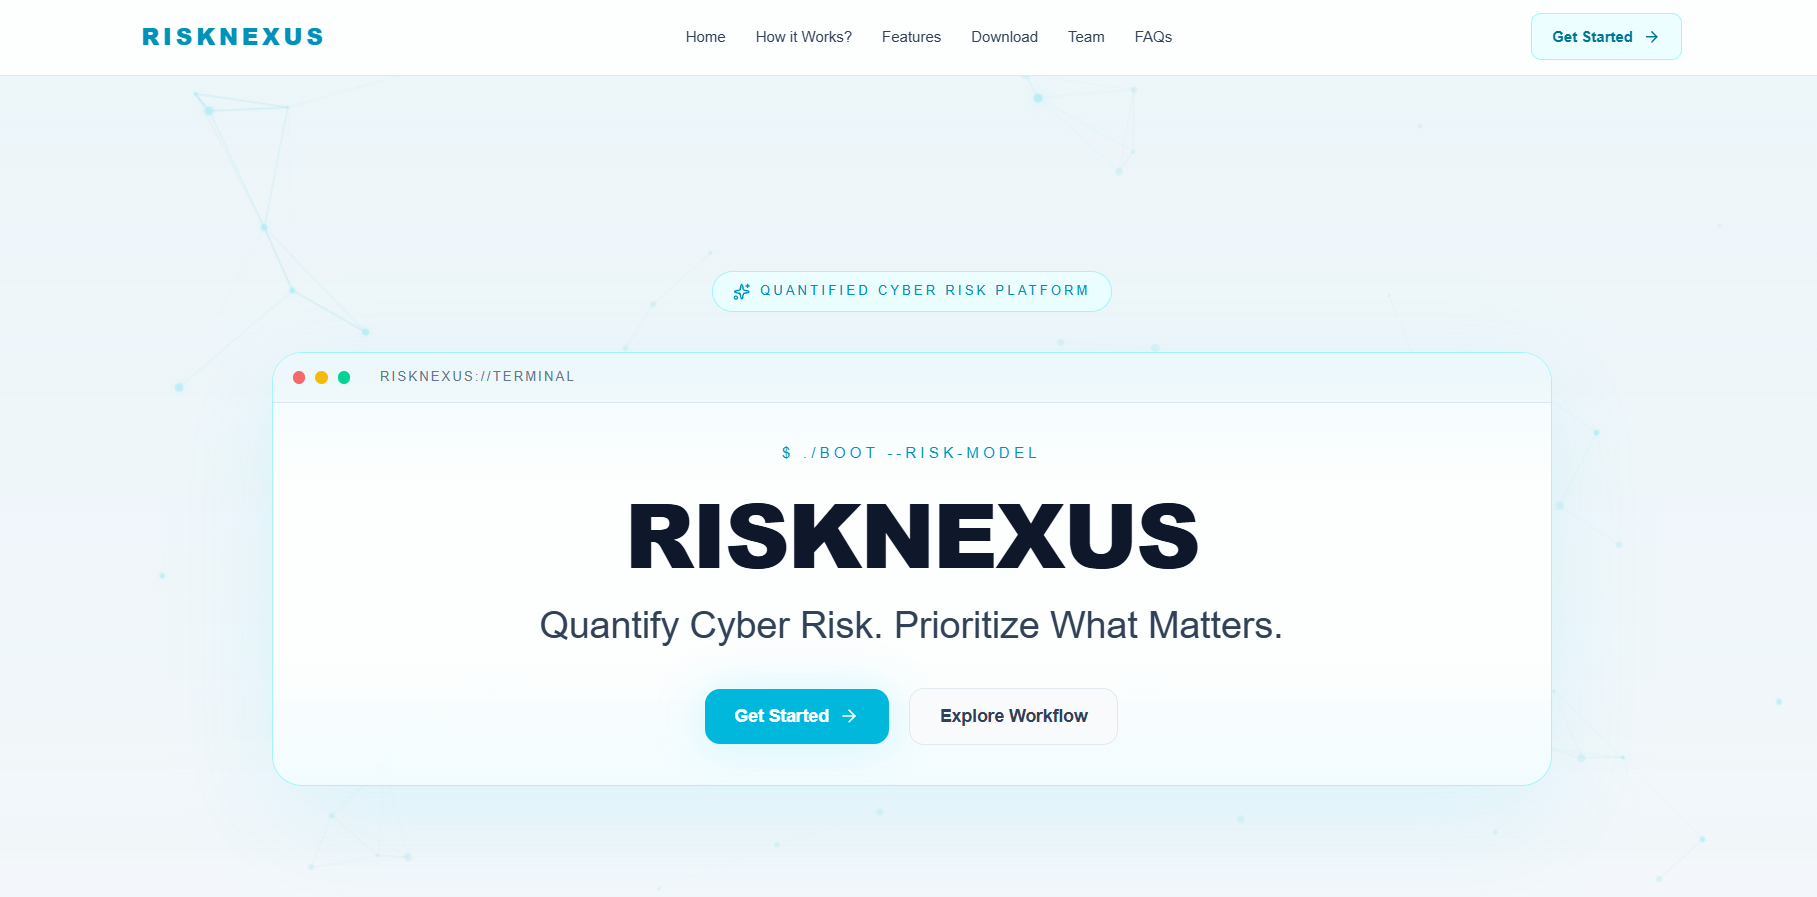 RISKNEXUS
Home How it Works? Features Download Team FAQs
Get Started
QUANTIFIED CYBER RISK PLATFORM
RISKNEXUS://TERMINAL
$ ./BOOT --RISK-MODEL
RISKNEXUS
Quantify Cyber Risk. Prioritize What Matters.
Get Started
Explore Workflow